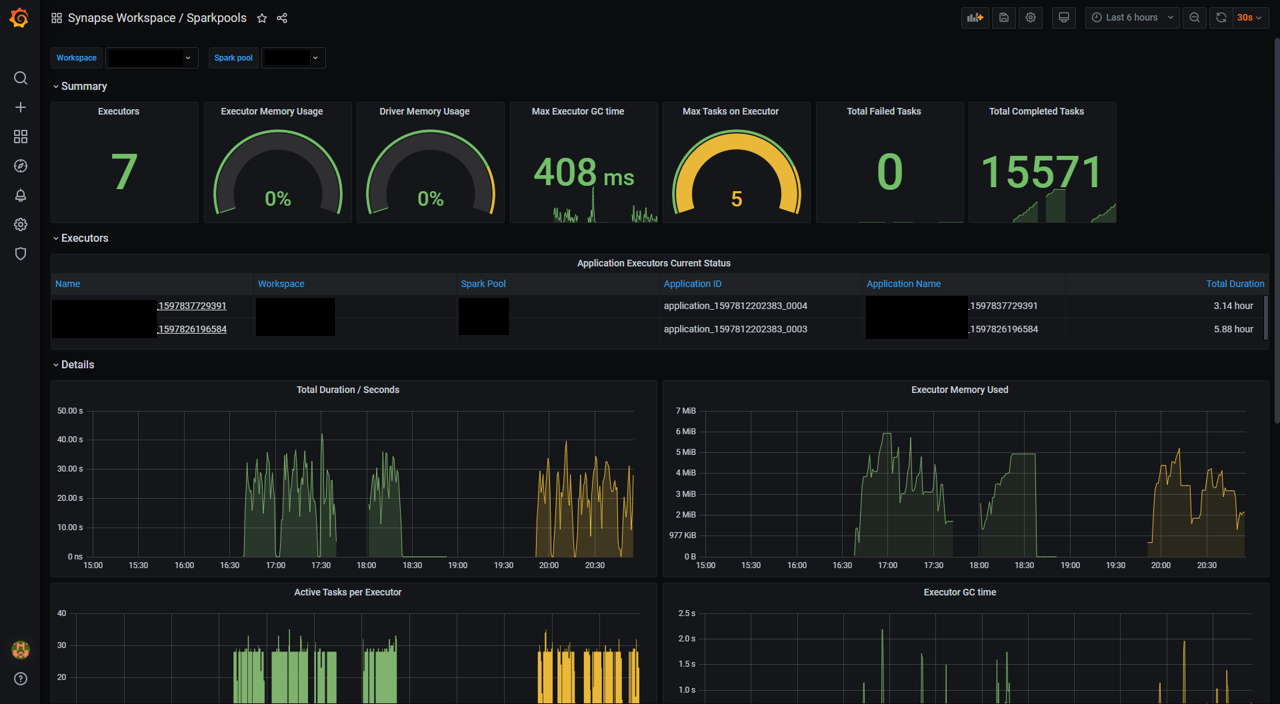 Synapse Workspace / Sparkpools
Last 6 hours
30s
Workspace
Spark pool
Summary
Executors
Executor Memory Usage
Driver Memory Usage
Max Executor GC time
Max Tasks on Executor
Total Failed Tasks
Total Completed Tasks
7
0%
0%
408 ms
5
0
15571
Executors
Application Executors Current Status
Name Workspace Spark Pool Application ID Application Name Total Duration
_1597837729391 application_1597812202383_0004 _1597837729391 3.14 hour
_1597826196584 application_1597812202383_0003 _1597826196584 5.88 hour
Details
Total Duration / Seconds
50.00 s
40.00 s
30.00 s
20.00 s
10.00 s
0 ns
15:00 15:30 16:00 16:30 17:00 17:30 18:00 18:30 19:00 19:30 20:00 20:30
Executor Memory Used
7 MiB
6 MiB
5 MiB
4 MiB
3 MiB
2 MiB
977 KiB
0 B
15:00 15:30 16:00 16:30 17:00 17:30 18:00 18:30 19:00 19:30 20:00 20:30
Active Tasks per Executor
40
30
20
Executor GC time
2.5 s
2.0 s
1.5 s
1.0 s